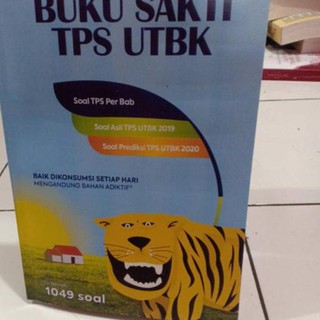 BUKU SAKTI
TPS UTBK
Soal TPS Per Bab
Soal Asli TPS UTBK 2019
Soal Prediksi TPS UTBK 2020
BAIK DIKONSUMSI SETIAP HARI
MENGANDUNG BAHAN ADIKTIF*
1049 soal